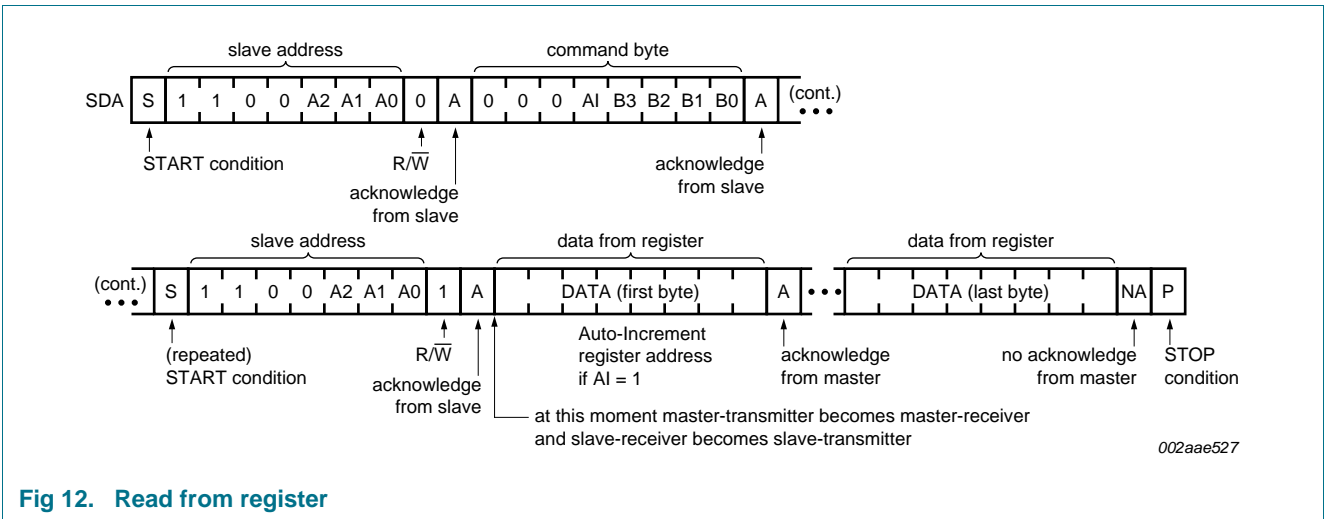 slave address command byte
SDA S 1 1 0 0 A2 A1 A0 0 A 0 0 0 AI B3 B2 B1 B0 A (cont.)
START condition R/W̅ acknowledge
from slave
acknowledge
from slave
slave address data from register data from register
(cont.) S 1 1 0 0 A2 A1 A0 1 A DATA (first byte) A DATA (last byte) NA P
(repeated)
START condition
R/W̅
acknowledge
from slave
Auto-Increment
register address
if AI = 1
acknowledge
from master
no acknowledge
from master
STOP
condition
at this moment master-transmitter becomes master-receiver
and slave-receiver becomes slave-transmitter
002aae527
Fig 12. Read from register